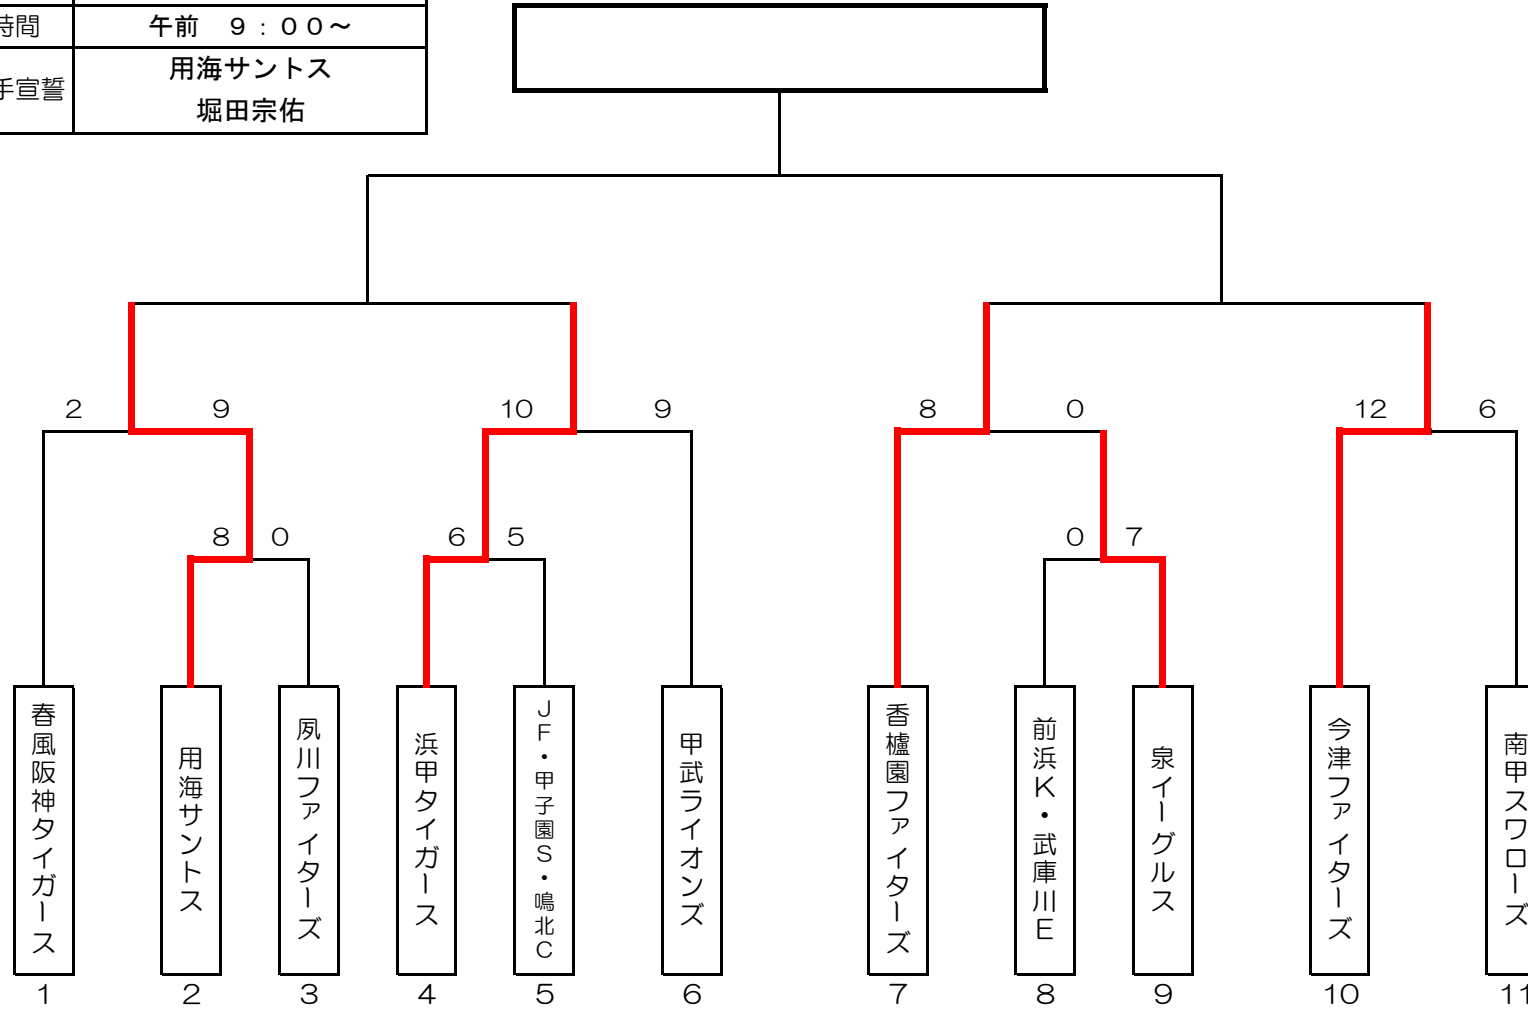 時間
午前　９：００～
選手宣誓
用海サントス
堀田宗佑
2 9 10 9 8 0 12 6
8 0 6 5 0 7
春風阪神タイガース
用海サントス
夙川ファイターズ
浜甲タイガース
ＪＦ・甲子園Ｓ・鳴北Ｃ
甲武ライオンズ
香櫨園ファイターズ
前浜Ｋ・武庫川Ｅ
泉イーグルス
今津ファイターズ
南甲スワローズ
1 2 3 4 5 6 7 8 9 10 11